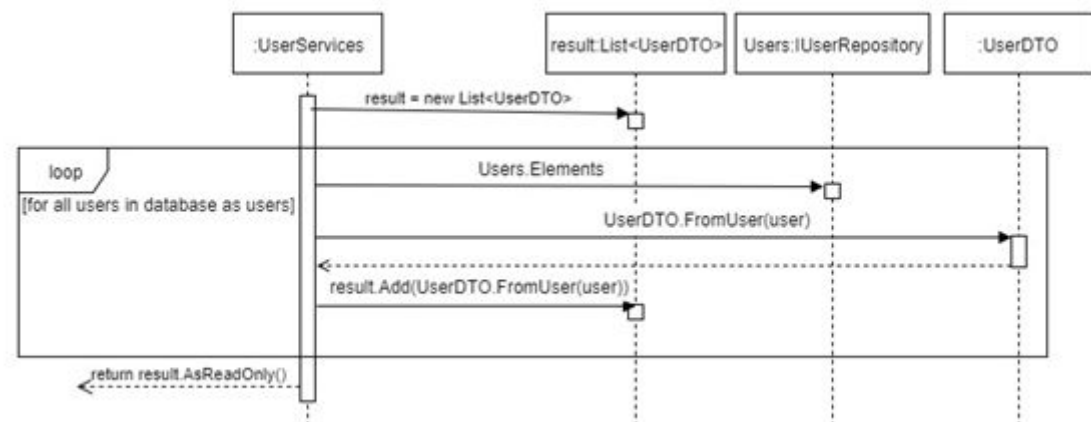 :UserServices
result:List<UserDTO>
Users:IUserRepository
:UserDTO
result = new List<UserDTO>
loop
[for all users in database as users]
Users.Elements
UserDTO.FromUser(user)
result.Add(UserDTO.FromUser(user))
return result.AsReadOnly()